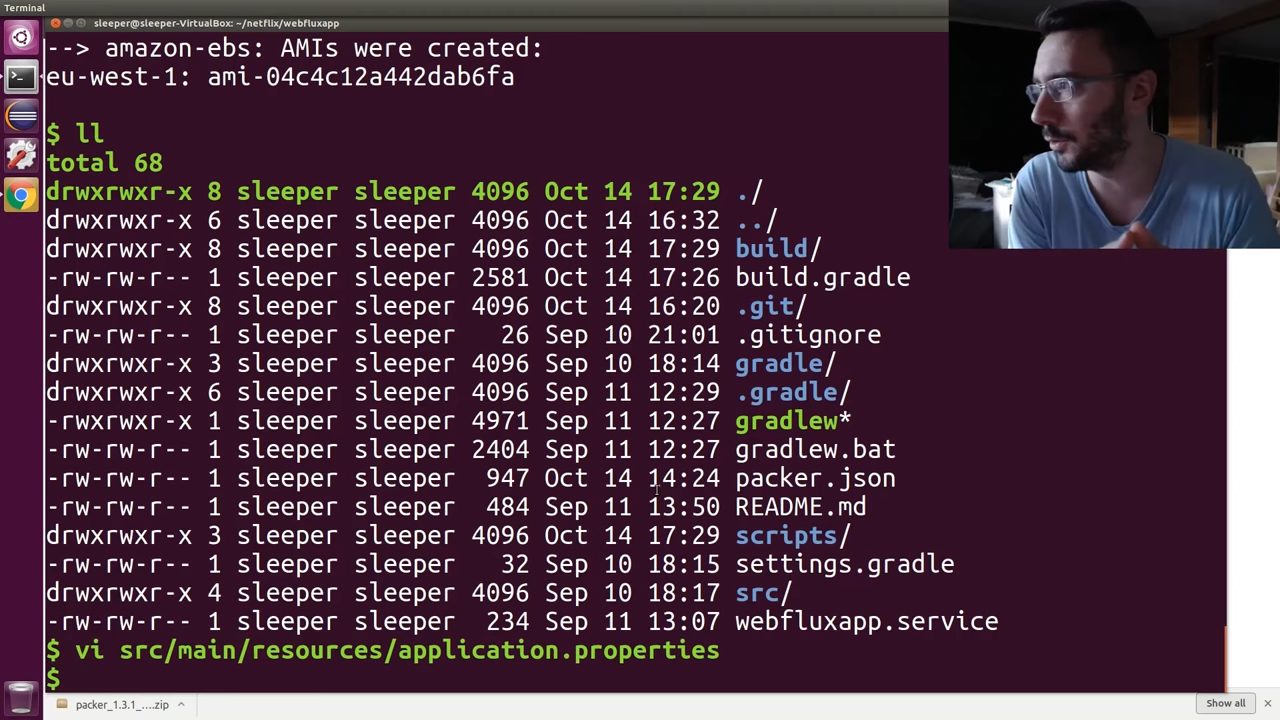 Terminal
sleeper@sleeper-VirtualBox: ~/netflix/webfluxapp
--> amazon-ebs: AMIs were created:
eu-west-1: ami-04c4c12a442dab6fa
$ ll
total 68
drwxrwxr-x 8 sleeper sleeper 4096 Oct 14 17:29 ./
drwxrwxr-x 6 sleeper sleeper 4096 Oct 14 16:32 ../
drwxrwxr-x 8 sleeper sleeper 4096 Oct 14 17:29 build/
-rw-rw-r-- 1 sleeper sleeper 2581 Oct 14 17:26 build.gradle
drwxrwxr-x 8 sleeper sleeper 4096 Oct 14 16:20 .git/
-rw-rw-r-- 1 sleeper sleeper 26 Sep 10 21:01 .gitignore
drwxrwxr-x 3 sleeper sleeper 4096 Sep 10 18:14 gradle/
drwxrwxr-x 6 sleeper sleeper 4096 Sep 11 12:29 .gradle/
-rwxrwxr-x 1 sleeper sleeper 4971 Sep 11 12:27 gradlew*
-rw-rw-r-- 1 sleeper sleeper 2404 Sep 11 12:27 gradlew.bat
-rw-rw-r-- 1 sleeper sleeper 947 Oct 14 14:24 packer.json
-rw-rw-r-- 1 sleeper sleeper 484 Sep 11 13:50 README.md
drwxrwxr-x 3 sleeper sleeper 4096 Oct 14 17:29 scripts/
-rw-rw-r-- 1 sleeper sleeper 32 Sep 10 18:15 settings.gradle
drwxrwxr-x 4 sleeper sleeper 4096 Sep 10 18:17 src/
-rw-rw-r-- 1 sleeper sleeper 234 Sep 11 13:07 webfluxapp.service
$ vi src/main/resources/application.properties
$
packer_1.3.1_....zip
Show all